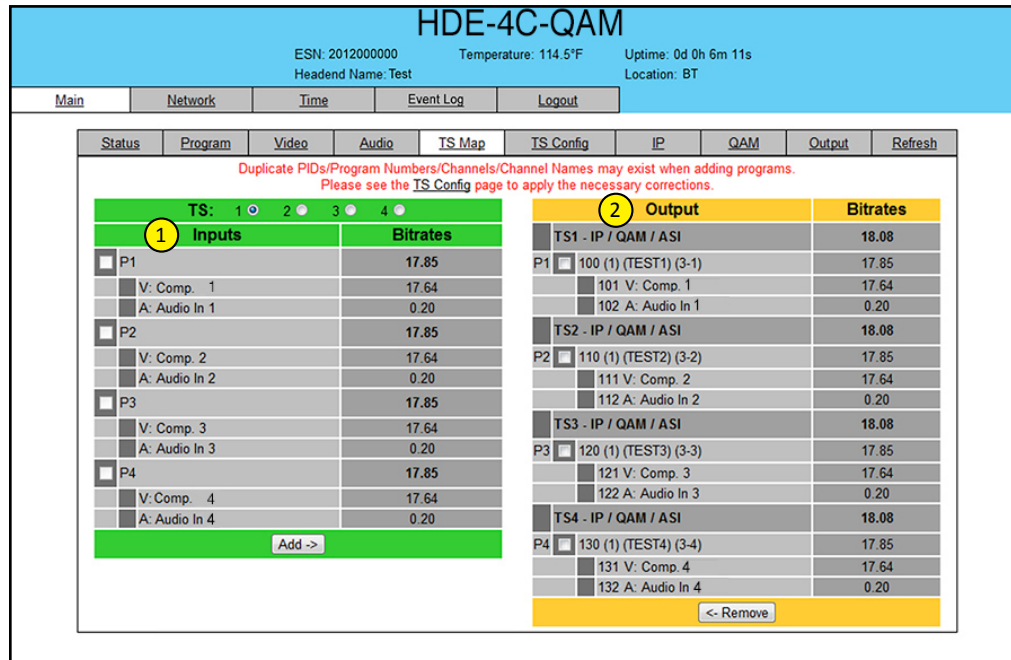 HDE-4C-QAM
ESN: 2012000000 Temperature: 114.5°F Uptime: 0d 0h 6m 11s
Headend Name: Test Location: BT
Main Network Time Event Log Logout
Status Program Video Audio TS Map TS Config IP QAM Output Refresh
Duplicate PIDs/Program Numbers/Channels/Channel Names may exist when adding programs.
Please see the TS Config page to apply the necessary corrections.
TS: 1 2 3 4
1 Inputs Bitrates
P1 17.85
V: Comp. 1 17.64
A: Audio In 1 0.20
P2 17.85
V: Comp. 2 17.64
A: Audio In 2 0.20
P3 17.85
V: Comp. 3 17.64
A: Audio In 3 0.20
P4 17.85
V: Comp. 4 17.64
A: Audio In 4 0.20
Add ->
2 Output Bitrates
TS1 - IP / QAM / ASI 18.08
P1 100 (1) (TEST1) (3-1) 17.85
101 V: Comp. 1 17.64
102 A: Audio In 1 0.20
TS2 - IP / QAM / ASI 18.08
P2 110 (1) (TEST2) (3-2) 17.85
111 V: Comp. 2 17.64
112 A: Audio In 2 0.20
TS3 - IP / QAM / ASI 18.08
P3 120 (1) (TEST3) (3-3) 17.85
121 V: Comp. 3 17.64
122 A: Audio In 3 0.20
TS4 - IP / QAM / ASI 18.08
P4 130 (1) (TEST4) (3-4) 17.85
131 V: Comp. 4 17.64
132 A: Audio In 4 0.20
<- Remove